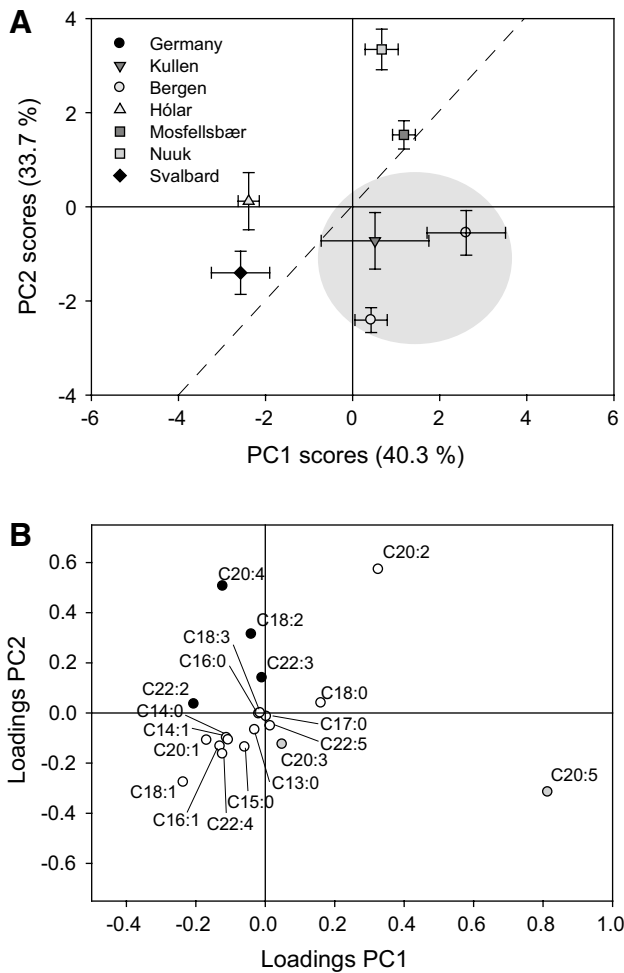 A
PC2 scores (33.7 %)
4
2
0
-2
-4
Germany
Kullen
Bergen
Hólar
Mosfellsbær
Nuuk
Svalbard
-6 -4 -2 0 2 4 6
PC1 scores (40.3 %)
B
Loadings PC2
0.6
0.4
0.2
0.0
-0.2
-0.4
-0.6
C20:2
C20:4
C18:2
C18:3
C16:0
C22:3
C22:2
C18:0
C14:0
C17:0
C14:1
C22:5
C20:1
C20:3
C13:0
C20:5
C18:1
C15:0
C16:1
C22:4
-0.4 -0.2 0.0 0.2 0.4 0.6 0.8 1.0
Loadings PC1